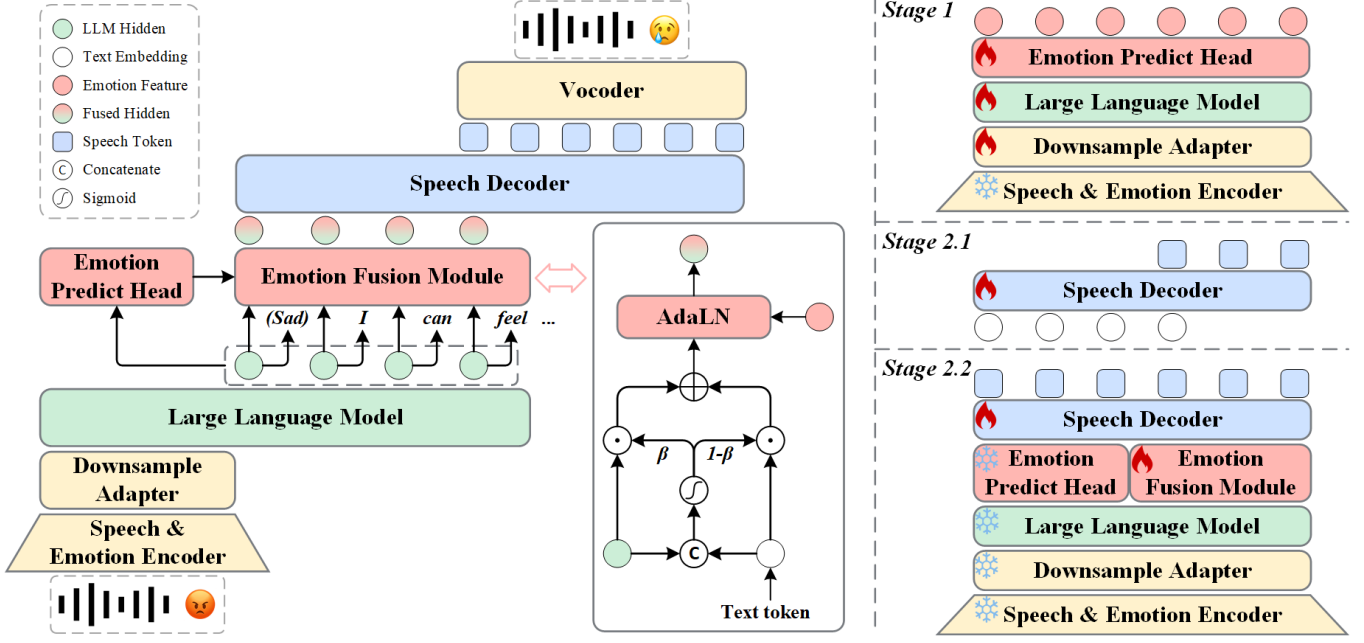 LLM Hidden
Text Embedding
Emotion Feature
Fused Hidden
Speech Token
C Concatenate
Sigmoid
Vocoder
Speech Decoder
Emotion
Predict Head
Emotion Fusion Module
(Sad) I can feel ...
Large Language Model
Downsample
Adapter
Speech &
Emotion Encoder
AdaLN
β 1-β
C
Text token
Stage 1
Emotion Predict Head
Large Language Model
Downsample Adapter
Speech & Emotion Encoder
Stage 2.1
Speech Decoder
Stage 2.2
Speech Decoder
Emotion
Predict Head
Emotion
Fusion Module
Large Language Model
Downsample Adapter
Speech & Emotion Encoder